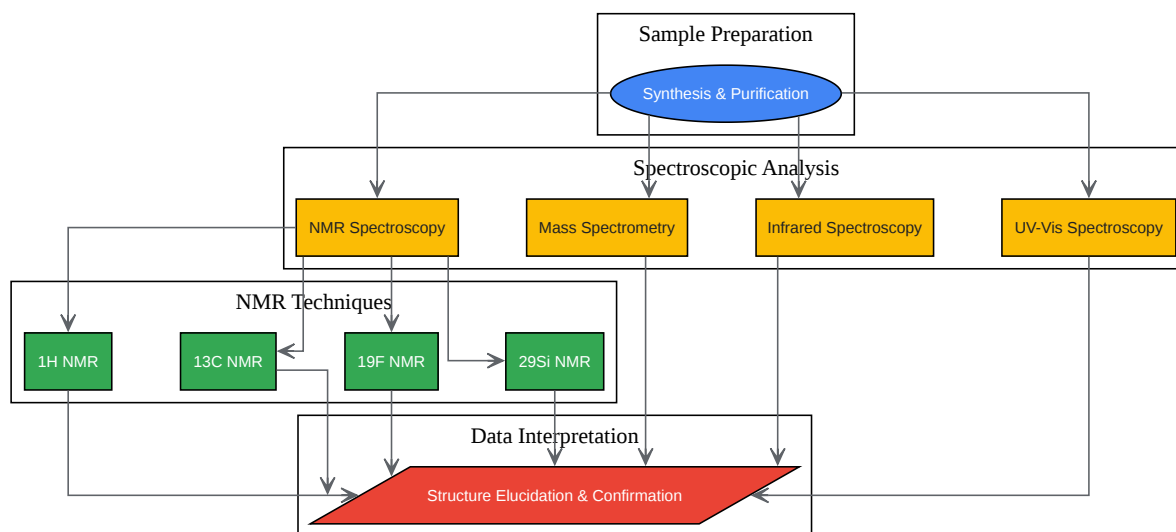 Sample Preparation
Synthesis & Purification
Spectroscopic Analysis
NMR Spectroscopy
Mass Spectrometry
Infrared Spectroscopy
UV-Vis Spectroscopy
NMR Techniques
1H NMR
13C NMR
19F NMR
29Si NMR
Data Interpretation
Structure Elucidation & Confirmation